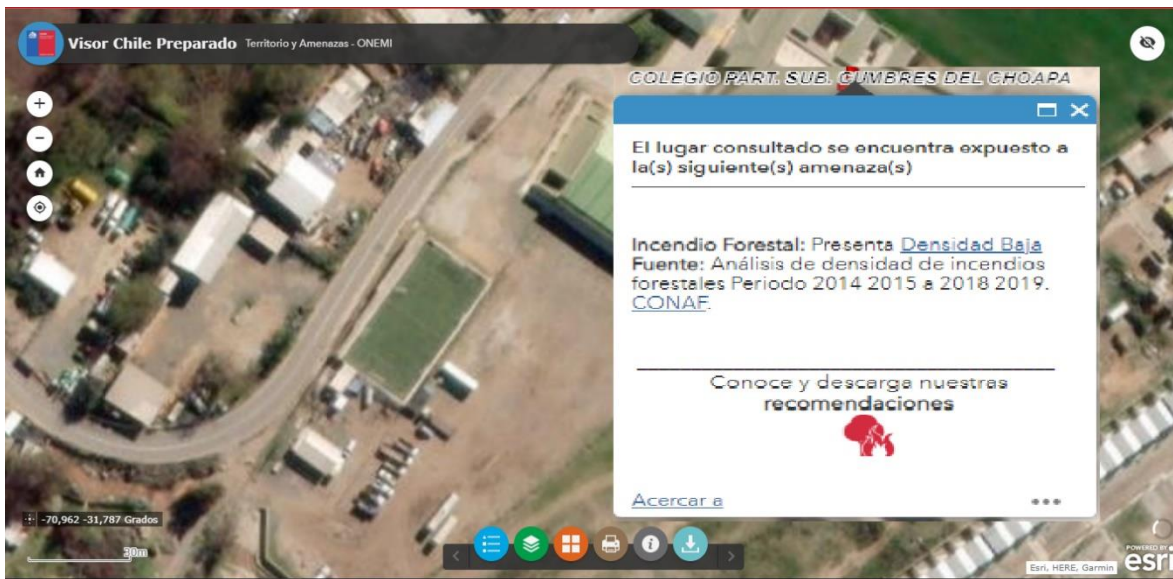 Visor Chile Preparado Territorio y Amenazas - ONEMI
COLEGIO PART. SUB. CUMBRES DEL CHOAPA
El lugar consultado se encuentra expuesto a
la(s) siguiente(s) amenaza(s)
Incendio Forestal: Presenta Densidad Baja
Fuente: Análisis de densidad de incendios
forestales Periodo 2014 2015 a 2018 2019.
CONAF.
Conoce y descarga nuestras
recomendaciones
Acercar a
-70,962 -31,787 Grados
30m
POWERED BY
esri
Esri, HERE, Garmin